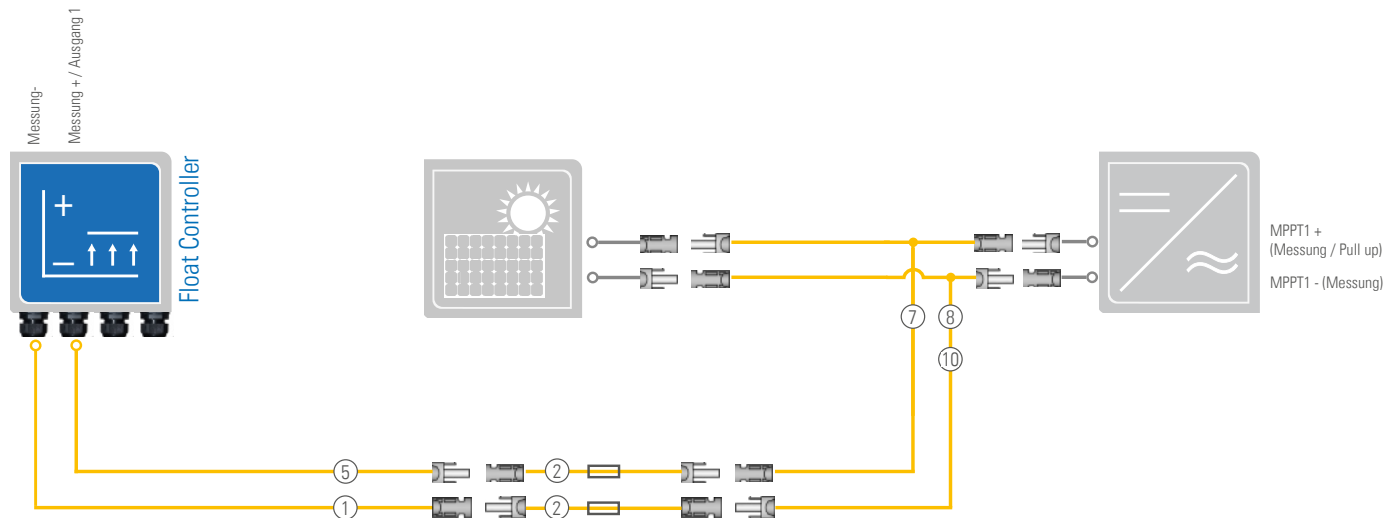 Messung-
Messung + / Ausgang 1
Float Controller
MPPT1 +
(Messung / Pull up)
MPPT1 - (Messung)
7
8
10
5
2
1
2